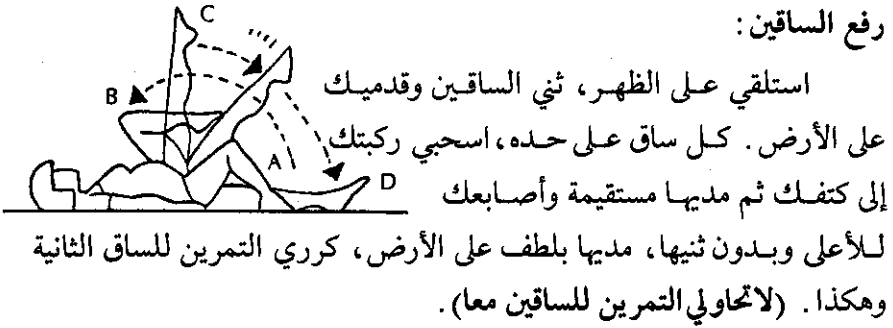 رفع الساقين :
استلقي على الظهر، ثني الساقين وقدميك
على الأرض. كل ساق على حده، اسحبي ركبتك
إلى كتفك ثم مديها مستقيمة وأصابعك
للأعلى وبدون ثنيها، مديها بلطف على الأرض، كرري التمرين للساق الثانية
وهكذا. (لاتحاولي التمرين للساقين معا).
C
B
A
D